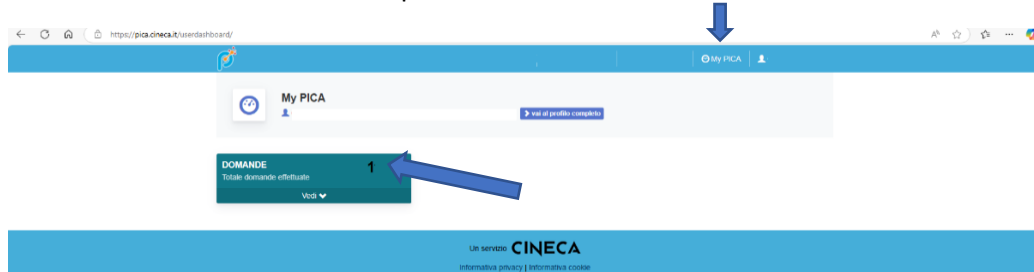 https://pica.cineca.it/userdashboard/
My PICA
My PICA
vai al profilo completo
DOMANDE
1
Totale domande effettuate
Vedi
Un servizio CINECA
Informativa privacy | Informativa cookie